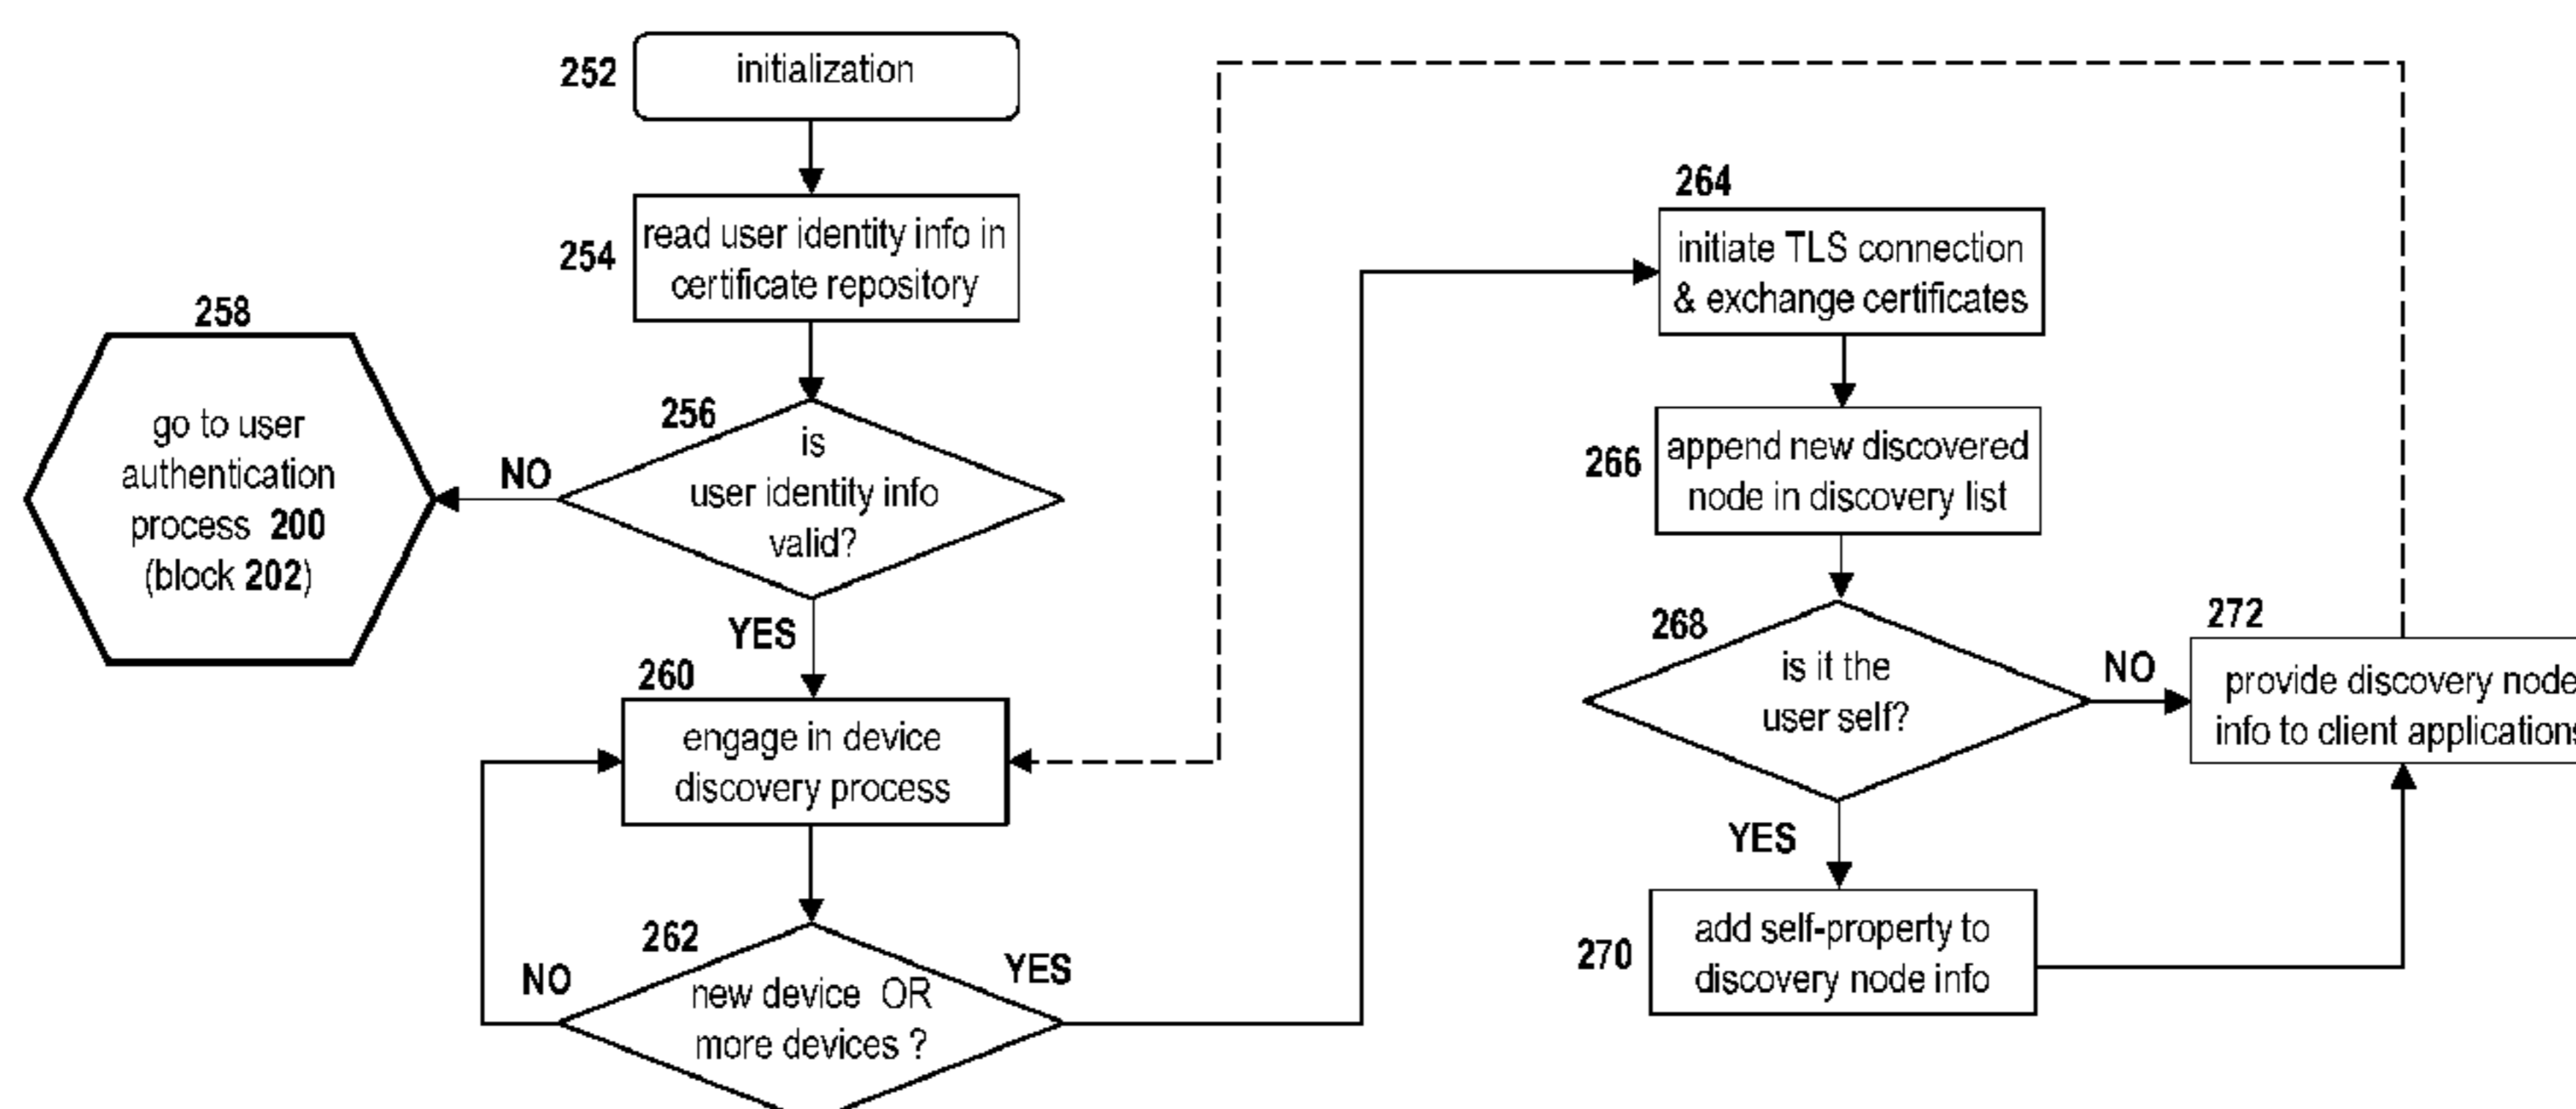 252
initialization
254
read user identity info in
certificate repository
258
go to user
authentication
process 200
(block 202)
256
is
user identity info
valid?
NO
YES
260
engage in device
discovery process
262
new device OR
more devices ?
NO
YES
264
initiate TLS connection
& exchange certificates
266
append new discovered
node in discovery list
268
is it the
user self?
NO
YES
270
add self-property to
discovery node info
272
provide discovery node
info to client applications